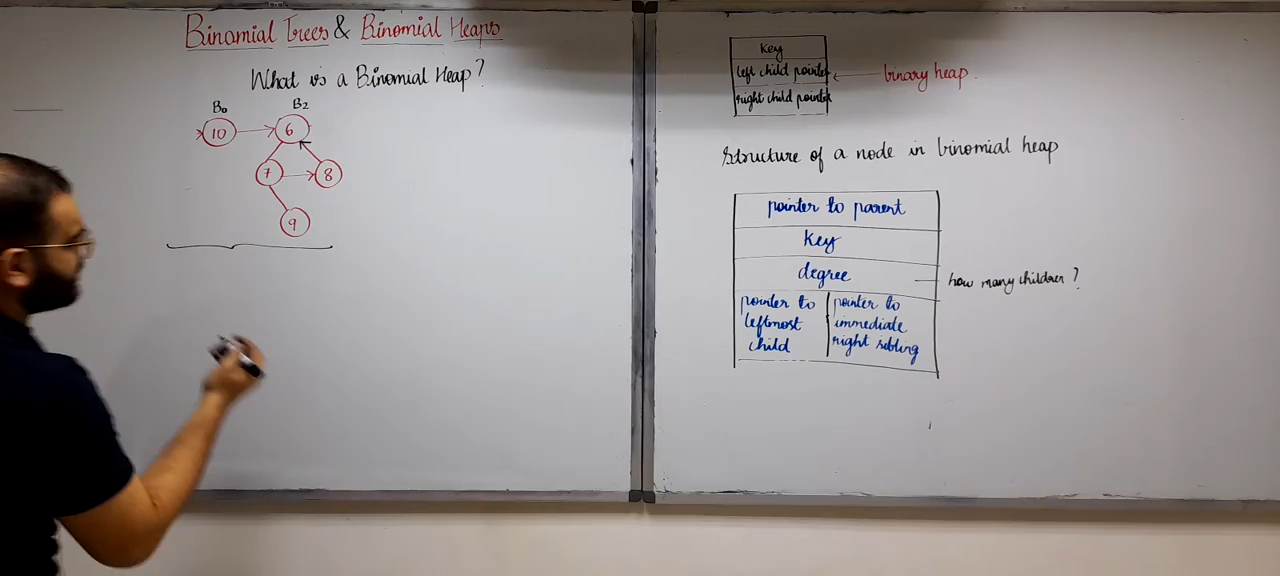 Binomial Trees & Binomial Heaps
What is a Binomial Heap?
B₀ B₂
10 6
7 8
9
key
left child pointer
right child pointer
binary heap.
Structure of a node in binomial heap
pointer to parent
key
degree
how many children?
pointer to
leftmost
child
pointer to
immediate
right sibling